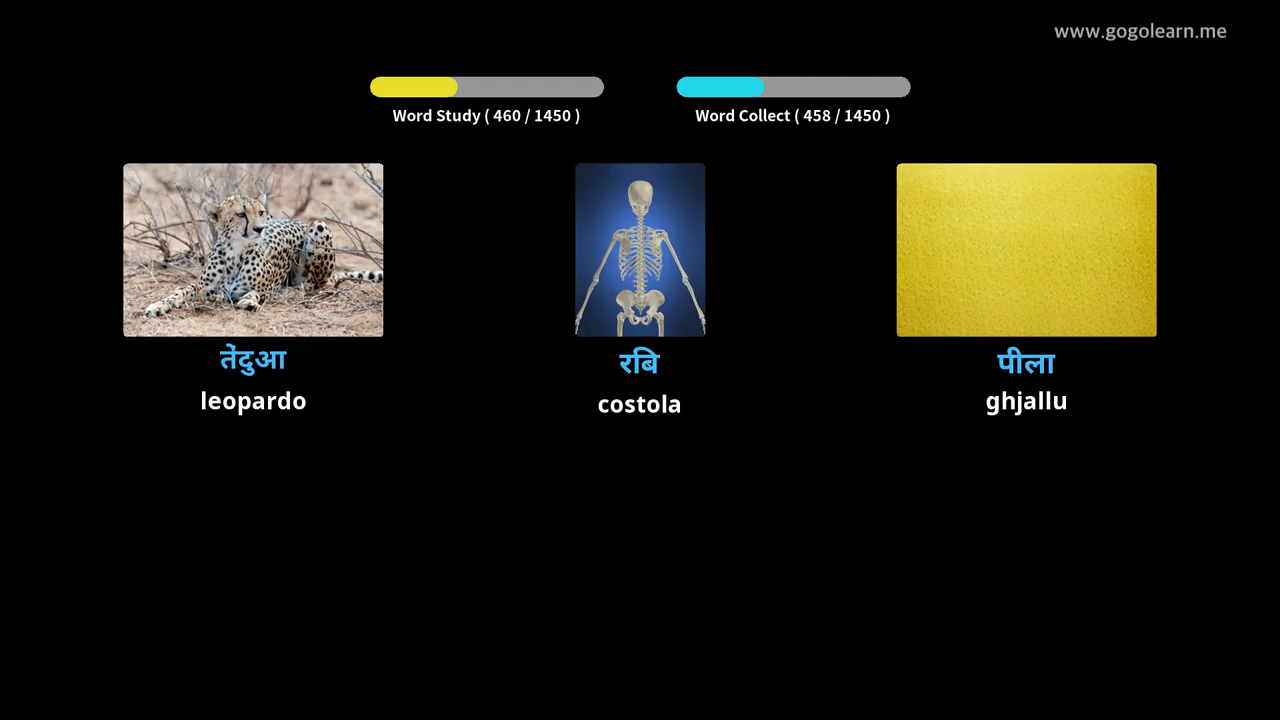 www.gogolearn.me
Word Study ( 460 / 1450 )
Word Collect ( 458 / 1450 )
तेंदुआ
रबि
पीला
leopardo
costola
ghjallu